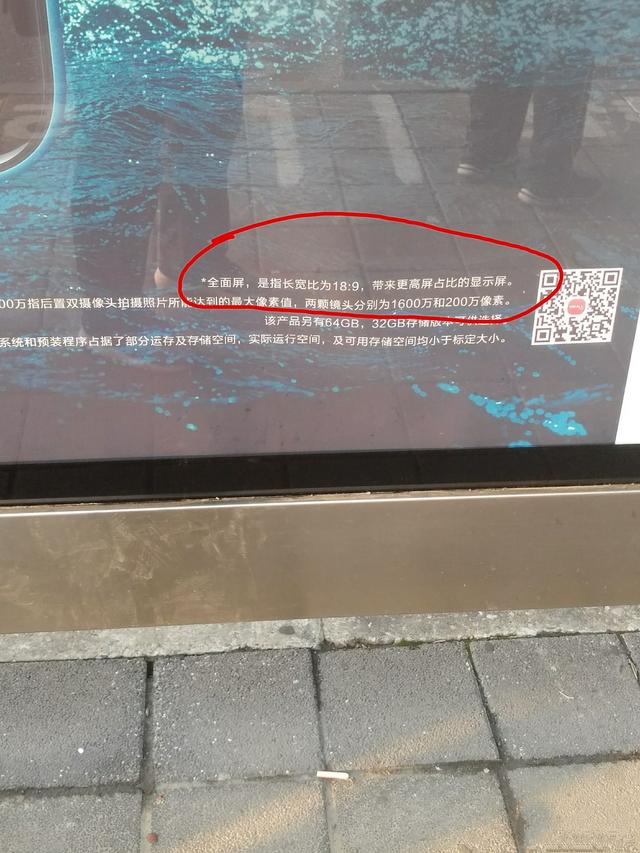 *全面屏，是指长宽比为18:9，带来更高屏占比的显示屏。
00万指后置双摄像头拍摄照片所能达到的最大像素值，两颗镜头分别为1600万和200万像素。
该产品另有64GB，32GB存储版本可供选择。
系统和预装程序占据了部分运存及存储空间，实际运行空间，及可用存储空间均小于标定大小。